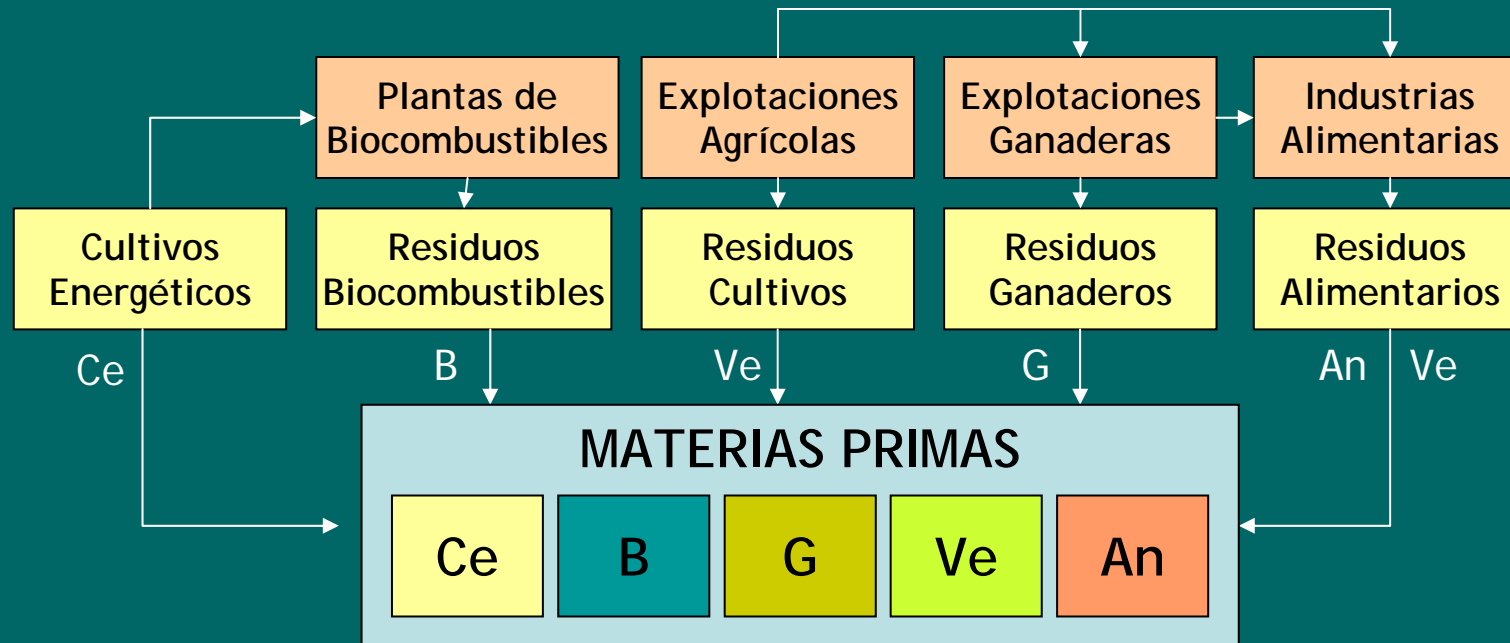 Plantas de
Biocombustibles
Explotaciones
Agrícolas
Explotaciones
Ganaderas
Industrias
Alimentarias
Cultivos
Energéticos
Residuos
Biocombustibles
Residuos
Cultivos
Residuos
Ganaderos
Residuos
Alimentarios
Ce
B
Ve
G
An
Ve
MATERIAS PRIMAS
Ce
B
G
Ve
An